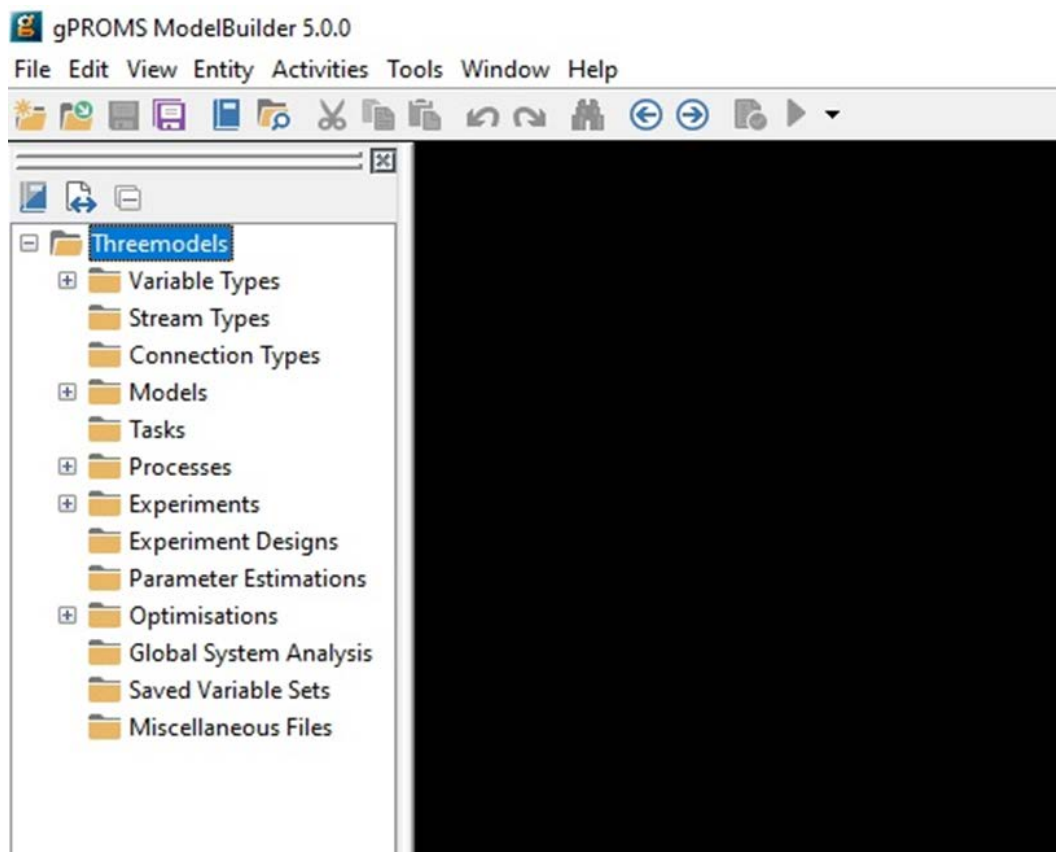 gPROMS ModelBuilder 5.0.0
File Edit View Entity Activities Tools Window Help
Threemodels
Variable Types
Stream Types
Connection Types
Models
Tasks
Processes
Experiments
Experiment Designs
Parameter Estimations
Optimisations
Global System Analysis
Saved Variable Sets
Miscellaneous Files